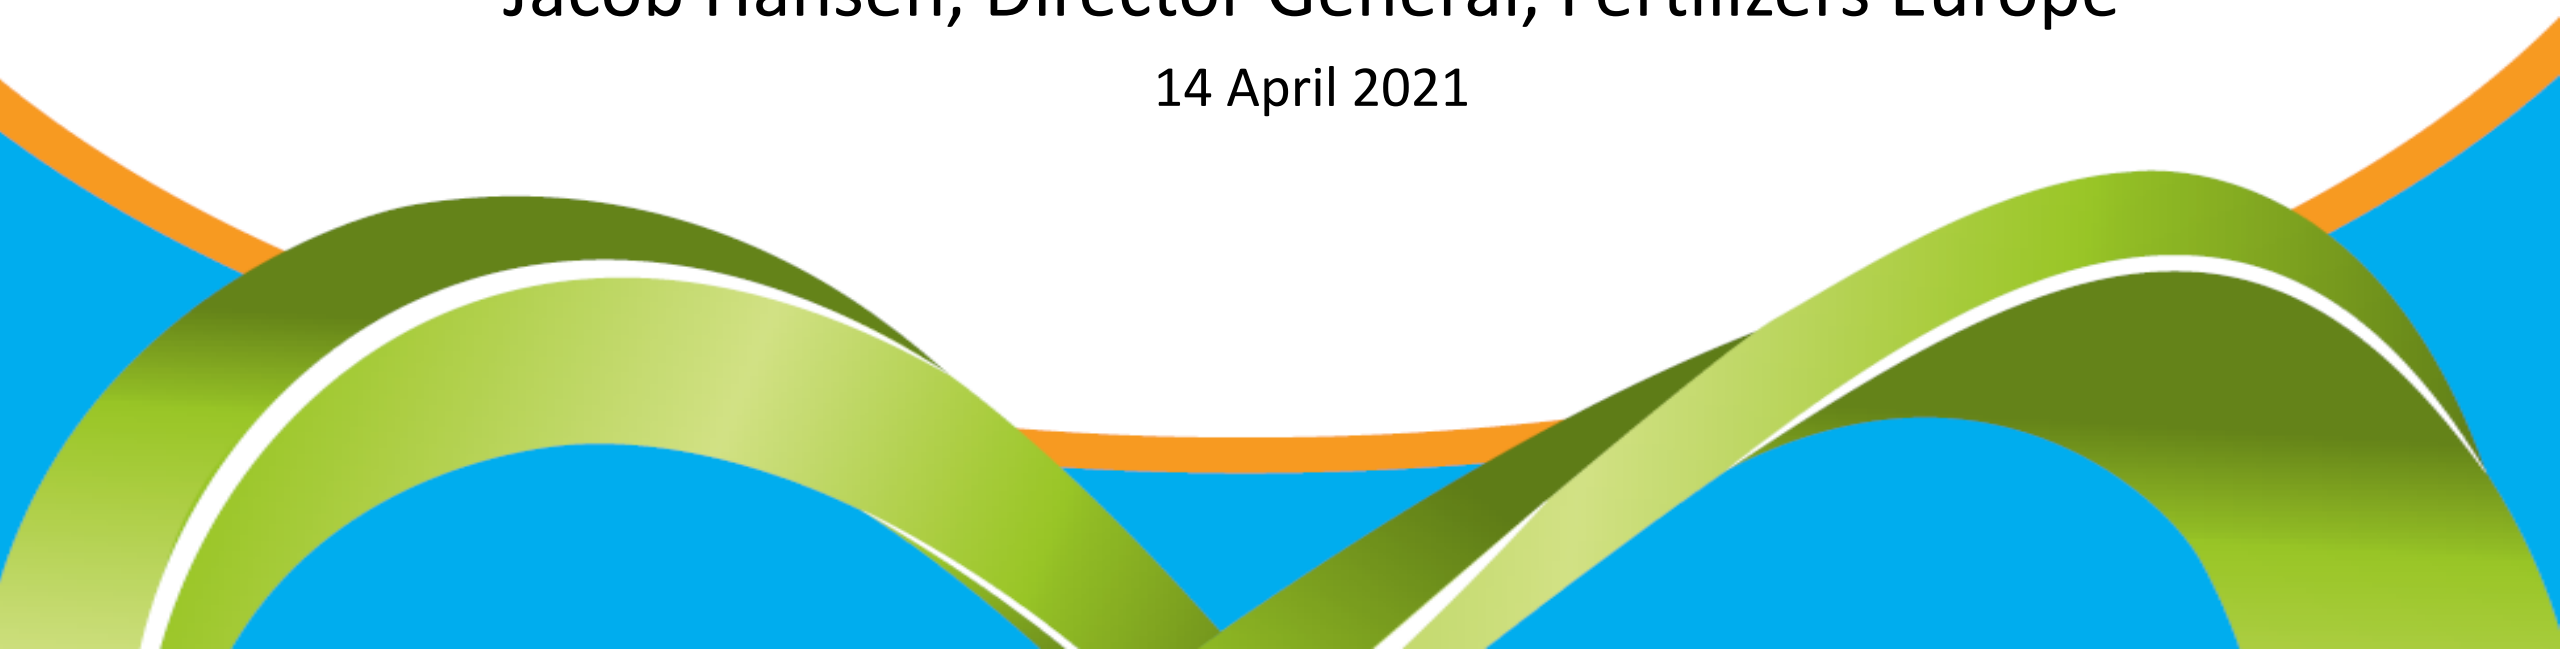 Jacob Hansen, Director General, Fertilizers Europe
14 April 2021